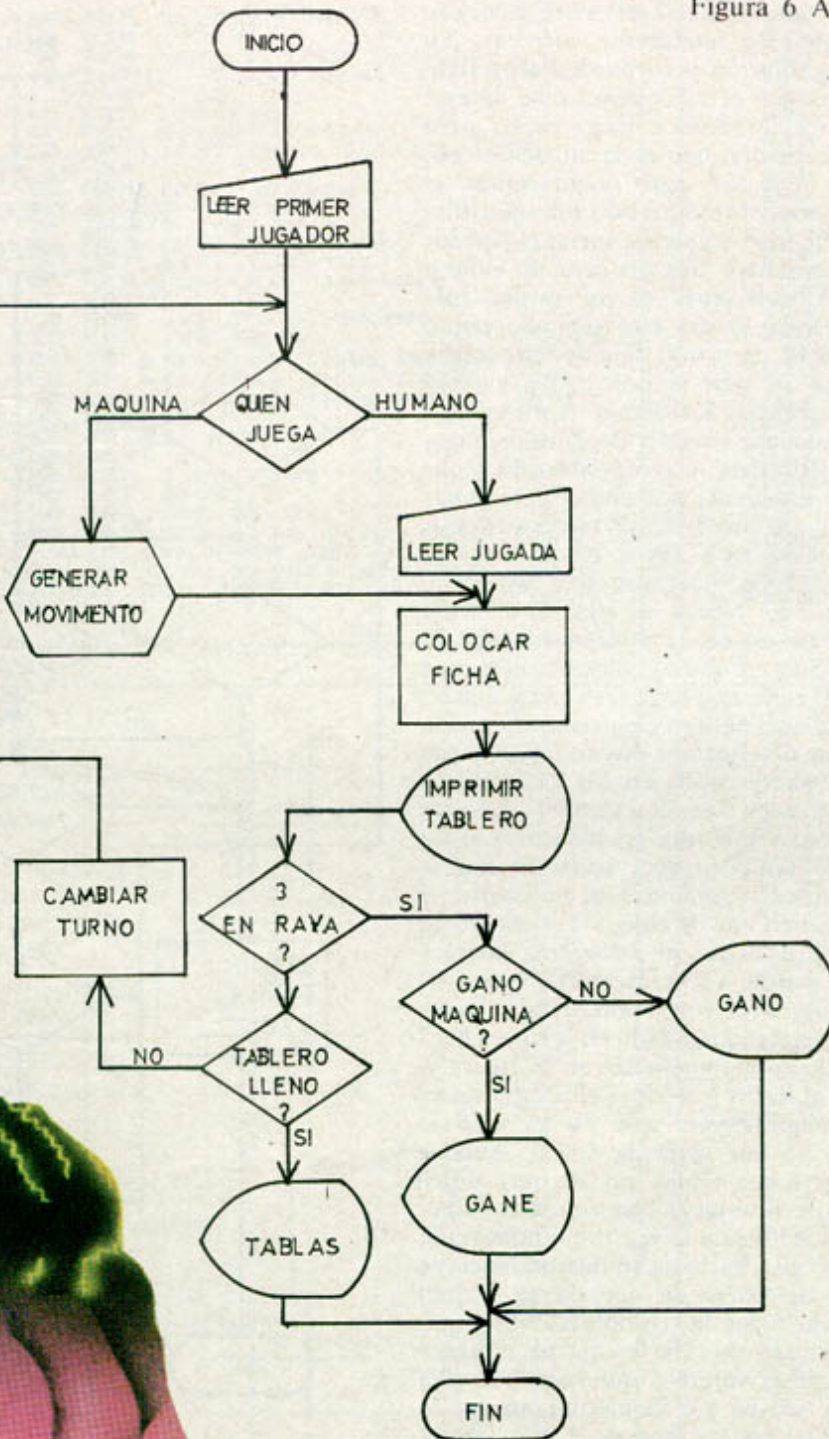 Figura 6 A
INICIO
LEER PRIMER
JUGADOR
MAQUINA
QUIEN
JUEGA
HUMANO
LEER JUGADA
GENERAR
MOVIMENTO
COLOCAR
FICHA
IMPRIMIR
TABLERO
CAMBIAR
TURNO
3
EN RAYA
?
SI
GANO
MAQUINA
?
NO
GANO
NO
TABLERO
LLENO
?
SI
SI
TABLAS
GANE
FIN